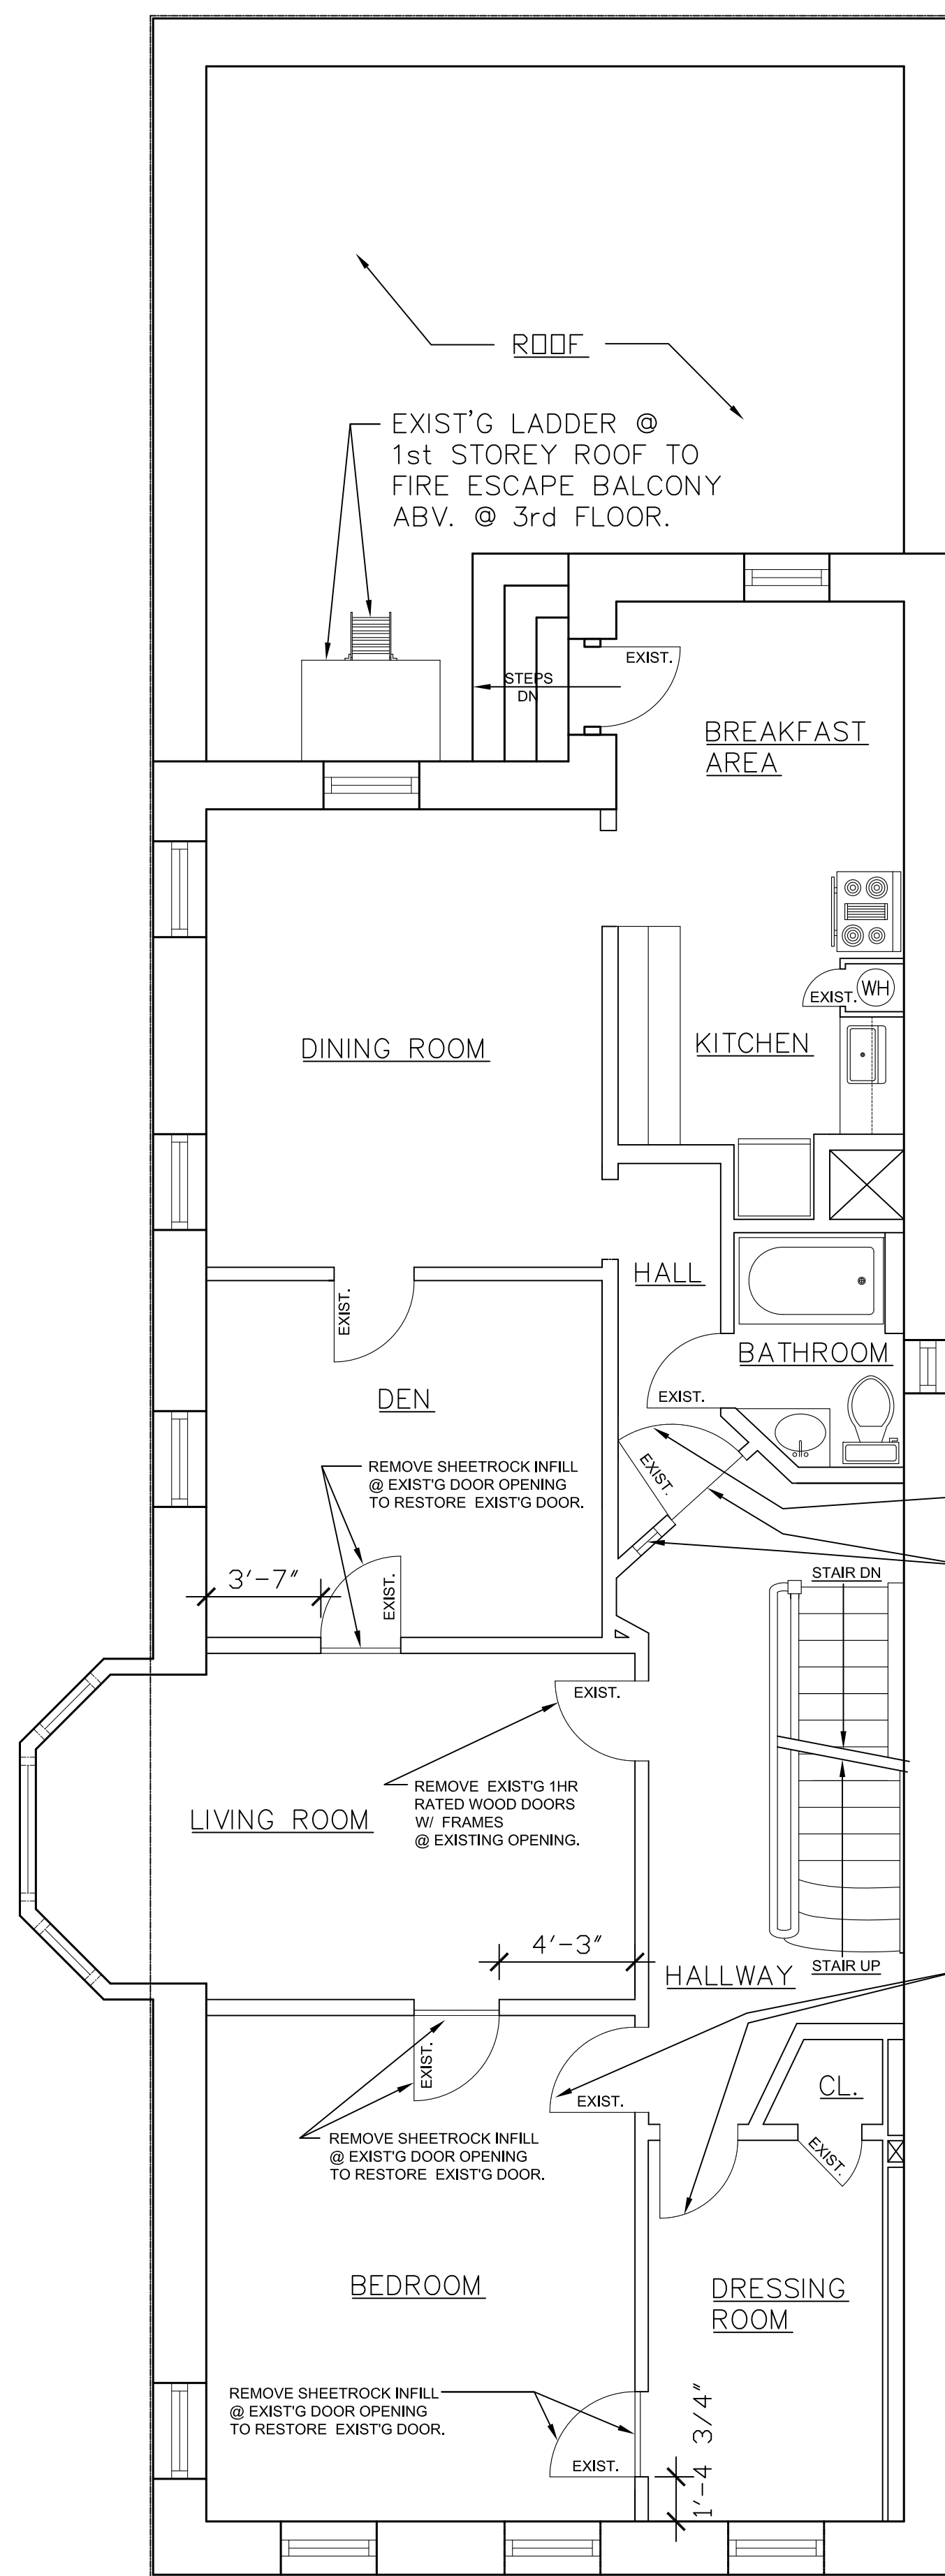 ROOF
EXIST'G LADDER @
1st STOREY ROOF TO
FIRE ESCAPE BALCONY
ABV. @ 3rd FLOOR.
EXIST.
STEPS
DN
BREAKFAST
AREA
EXIST.
WH
DINING ROOM
KITCHEN
HALL
EXIST.
BATHROOM
EXIST.
DEN
EXIST.
REMOVE SHEETROCK INFILL
@ EXIST'G DOOR OPENING
TO RESTORE EXIST'G DOOR.
3'-7"
EXIST.
STAIR DN
EXIST.
REMOVE EXIST'G 1HR
RATED WOOD DOORS
W/ FRAMES
@ EXISTING OPENING.
LIVING ROOM
4'-3"
HALLWAY
STAIR UP
EXIST.
EXIST.
CL.
EXIST.
REMOVE SHEETROCK INFILL
@ EXIST'G DOOR OPENING
TO RESTORE EXIST'G DOOR.
BEDROOM
DRESSING
ROOM
REMOVE SHEETROCK INFILL
@ EXIST'G DOOR OPENING
TO RESTORE EXIST'G DOOR.
EXIST.
1'-4 3/4"